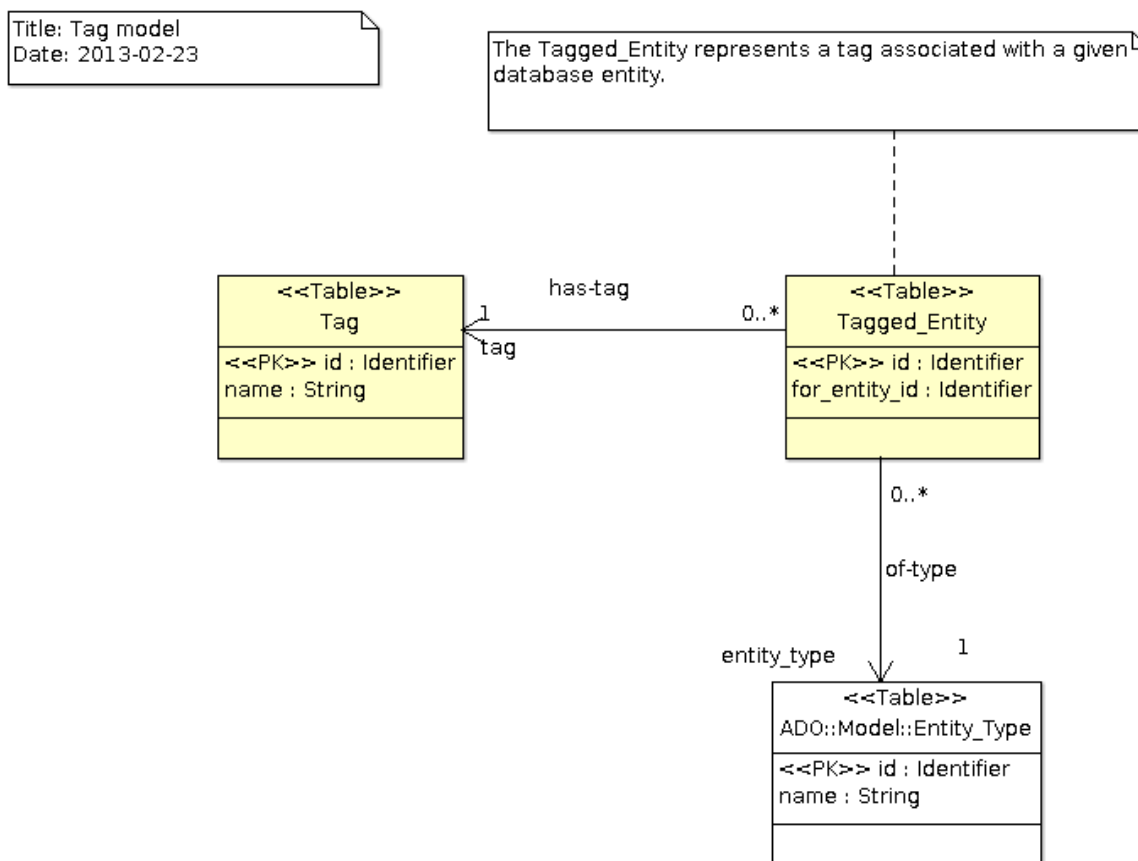 Title: Tag model
Date: 2013-02-23
The Tagged_Entity represents a tag associated with a given
database entity.
<<Table>>
Tag
<<PK>> id : Identifier
name : String
has-tag
1
0..*
tag
<<Table>>
Tagged_Entity
<<PK>> id : Identifier
for_entity_id : Identifier
0..*
of-type
entity_type
1
<<Table>>
ADO::Model::Entity_Type
<<PK>> id : Identifier
name : String